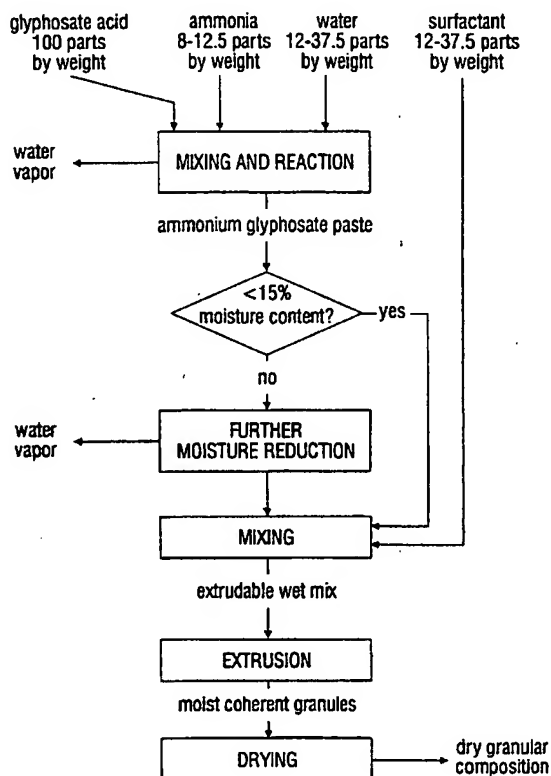 glyphosate acid
100 parts
by weight
ammonia
8-12.5 parts
by weight
water
12-37.5 parts
by weight
surfactant
12-37.5 parts
by weight
water
vapor
MIXING AND REACTION
ammonium glyphosate paste
<15%
moisture content?
yes
no
water
vapor
FURTHER
MOISTURE REDUCTION
MIXING
extrudable wet mix
EXTRUSION
moist coherent granules
DRYING
dry granular
composition